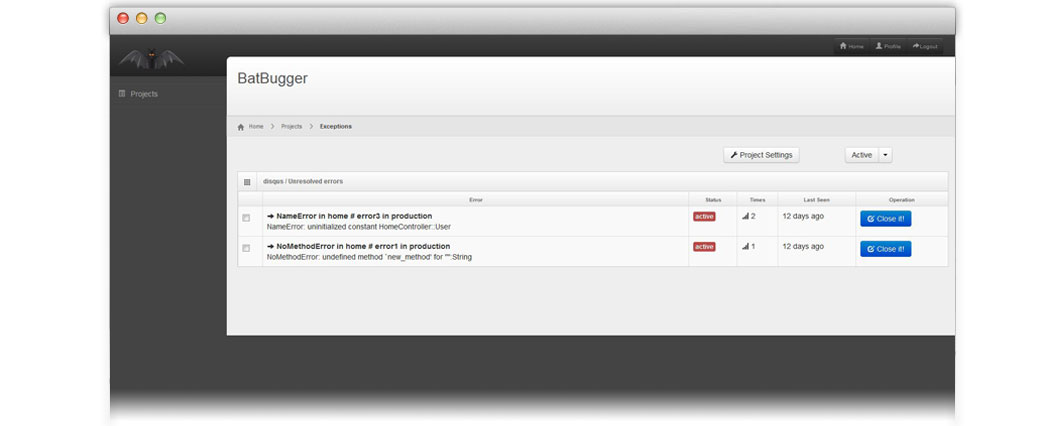 Home Profile Logout
BatBugger
Projects
Home Projects Exceptions
Project Settings Active
disqus / Unresolved errors
Error Status Times Last Seen Operation
NameError in home # error3 in production active 2 12 days ago Close it!
NameError: uninitialized constant HomeController::User
NoMethodError in home # error1 in production active 1 12 days ago Close it!
NoMethodError: undefined method `new_method' for "":String